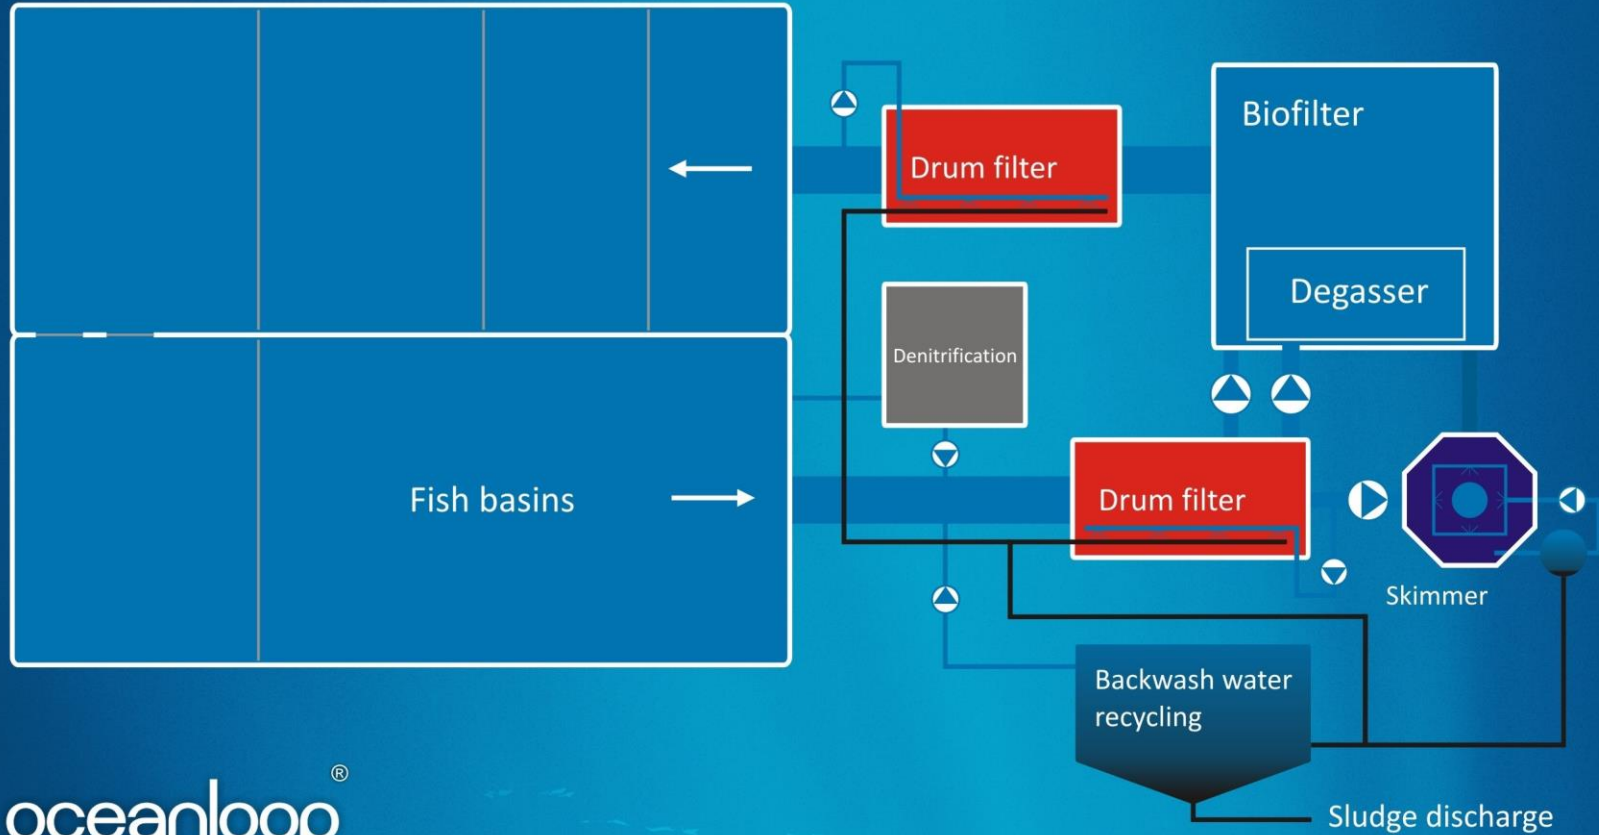 Biofilter
Drum filter
Degasser
Denitrification
Fish basins
Drum filter
Skimmer
Backwash water
recycling
oceanloop®
Sludge discharge